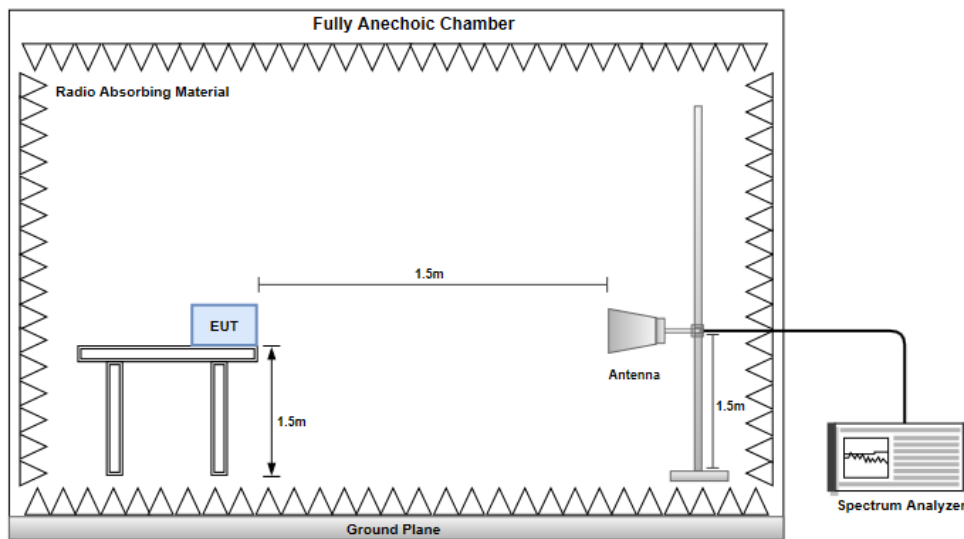 Fully Anechoic Chamber
Radio Absorbing Material
1.5m
EUT
Antenna
1.5m
1.5m
Spectrum Analyzer
Ground Plane